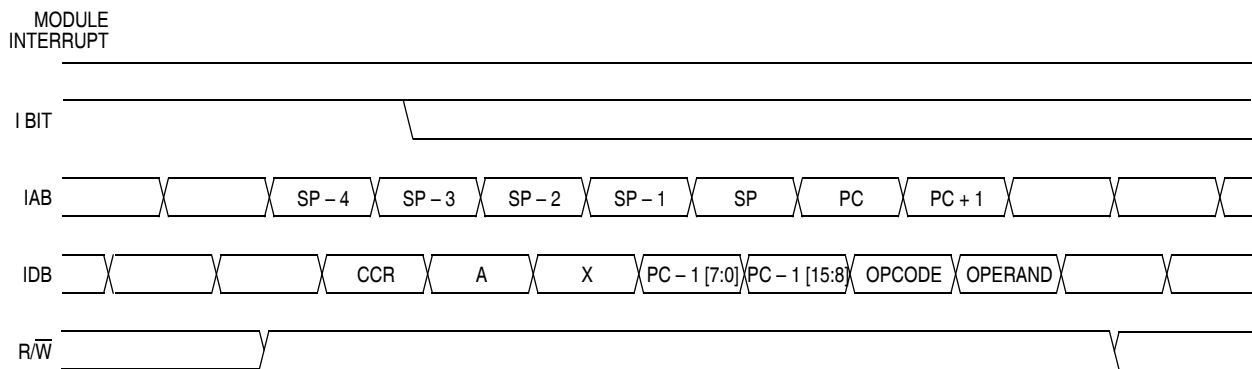 MODULE
INTERRUPT
I BIT
IAB SP – 4 SP – 3 SP – 2 SP – 1 SP PC PC + 1
IDB CCR A X PC – 1 [7:0] PC – 1 [15:8] OPCODE OPERAND
R/W̅